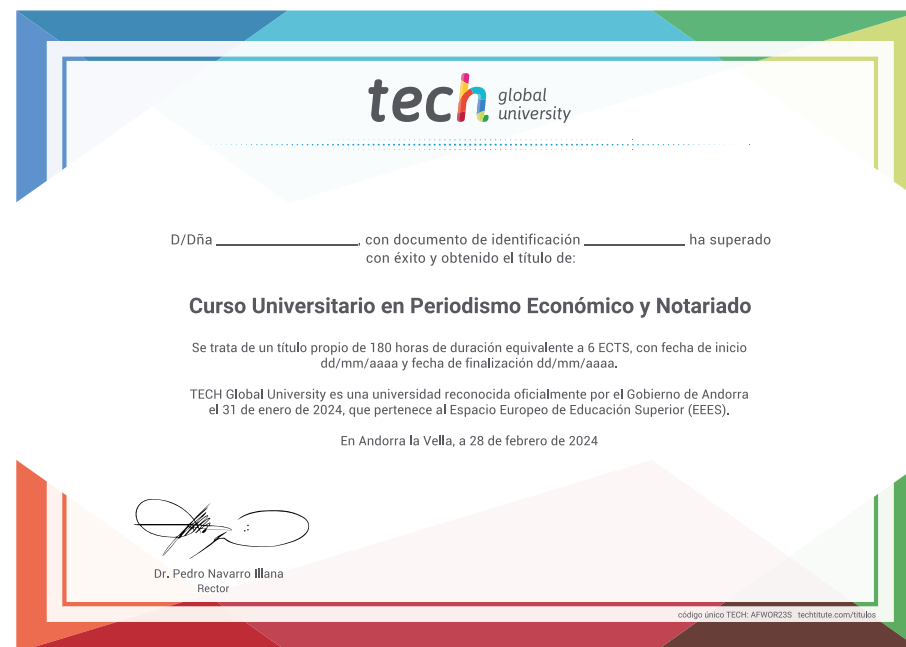 tech global university
D/Dña ________________, con documento de identificación ____________ ha superado
con éxito y obtenido el título de:
Curso Universitario en Periodismo Económico y Notariado
Se trata de un título propio de 180 horas de duración equivalente a 6 ECTS, con fecha de inicio
dd/mm/aaaa y fecha de finalización dd/mm/aaaa.
TECH Global University es una universidad reconocida oficialmente por el Gobierno de Andorra
el 31 de enero de 2024, que pertenece al Espacio Europeo de Educación Superior (EEES).
En Andorra la Vella, a 28 de febrero de 2024
Dr. Pedro Navarro Illana
Rector
código único TECH: AFWOR23S techtitute.com/titulos